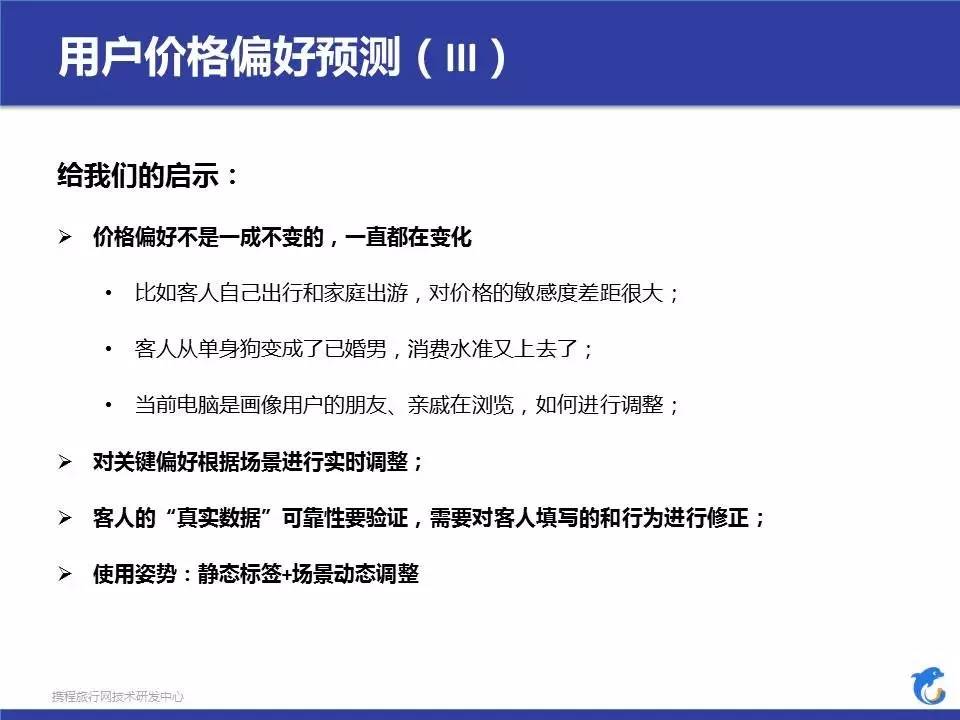 用户价格偏好预测（III）
给我们的启示：
➢ 价格偏好不是一成不变的，一直都在变化
• 比如客人自己出行和家庭出游，对价格的敏感度差距很大；
• 客人从单身狗变成了已婚男，消费水准又上去了；
• 当前电脑是画像用户的朋友、亲戚在浏览，如何进行调整；
➢ 对关键偏好根据场景进行实时调整；
➢ 客人的“真实数据”可靠性要验证，需要对客人填写的和行为进行修正；
➢ 使用姿势：静态标签+场景动态调整
携程旅行网技术研发中心